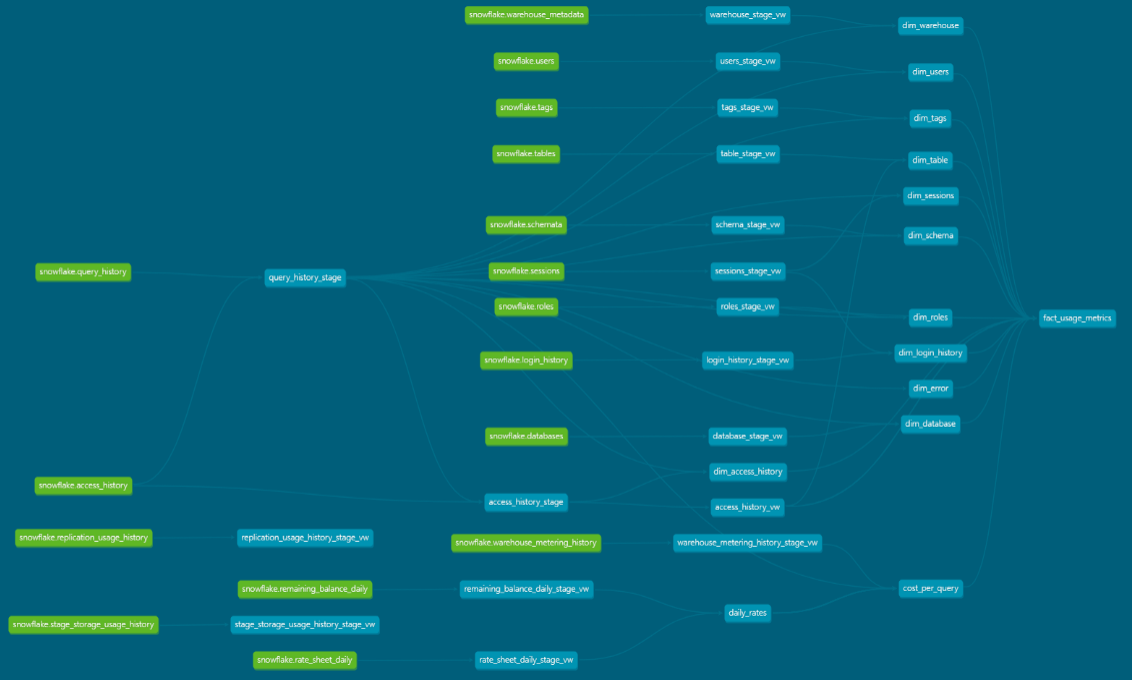 snowflake.warehouse_metadata
warehouse_stage_vw
dim_warehouse
snowflake.users
users_stage_vw
dim_users
snowflake.tags
tags_stage_vw
dim_tags
snowflake.tables
table_stage_vw
dim_table
dim_sessions
snowflake.schemata
schema_stage_vw
dim_schema
snowflake.query_history
query_history_stage
snowflake.sessions
sessions_stage_vw
snowflake.roles
roles_stage_vw
dim_roles
fact_usage_metrics
snowflake.login_history
login_history_stage_vw
dim_login_history
dim_error
dim_database
snowflake.databases
database_stage_vw
dim_access_history
snowflake.access_history
access_history_stage
access_history_vw
snowflake.replication_usage_history
replication_usage_history_stage_vw
snowflake.warehouse_metering_history
warehouse_metering_history_stage_vw
snowflake.remaining_balance_daily
remaining_balance_daily_stage_vw
cost_per_query
daily_rates
snowflake.stage_storage_usage_history
stage_storage_usage_history_stage_vw
snowflake.rate_sheet_daily
rate_sheet_daily_stage_vw